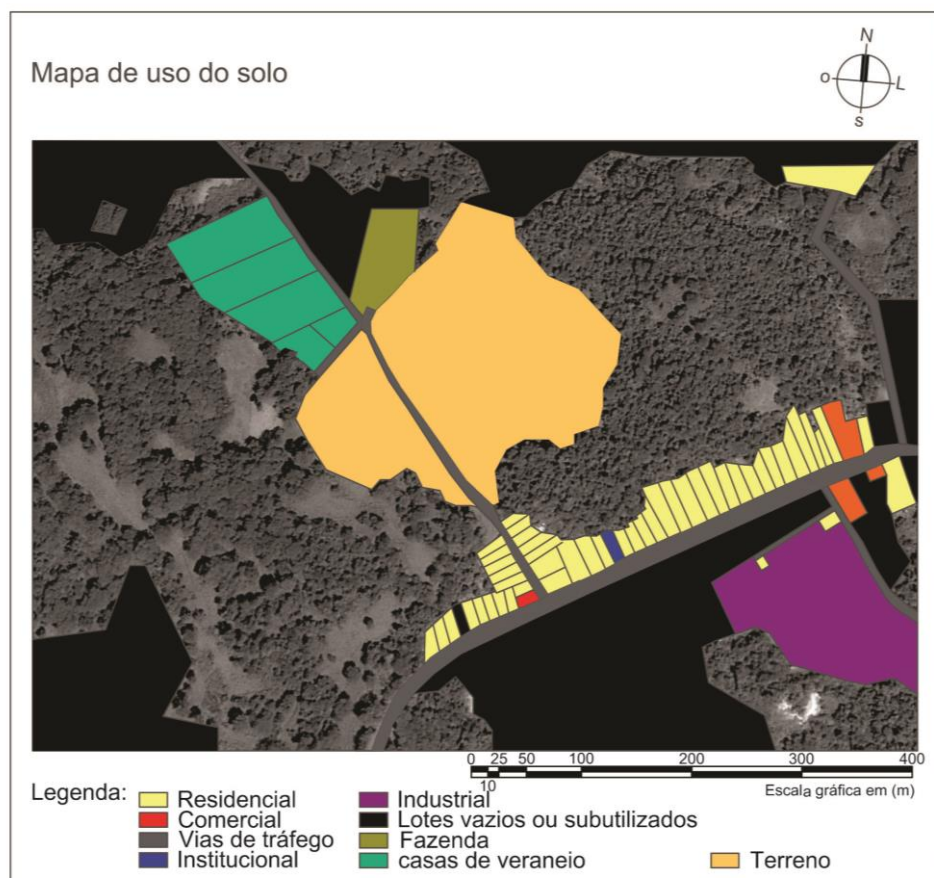 Mapa de uso do solo
N
O
L
S
0 25 50 100 200 300 400
10
Escala gráfica em (m)
Legenda:
Residencial
Comercial
Vias de tráfego
Institucional
Industrial
Lotes vazios ou subutilizados
Fazenda
casas de veraneio
Terreno